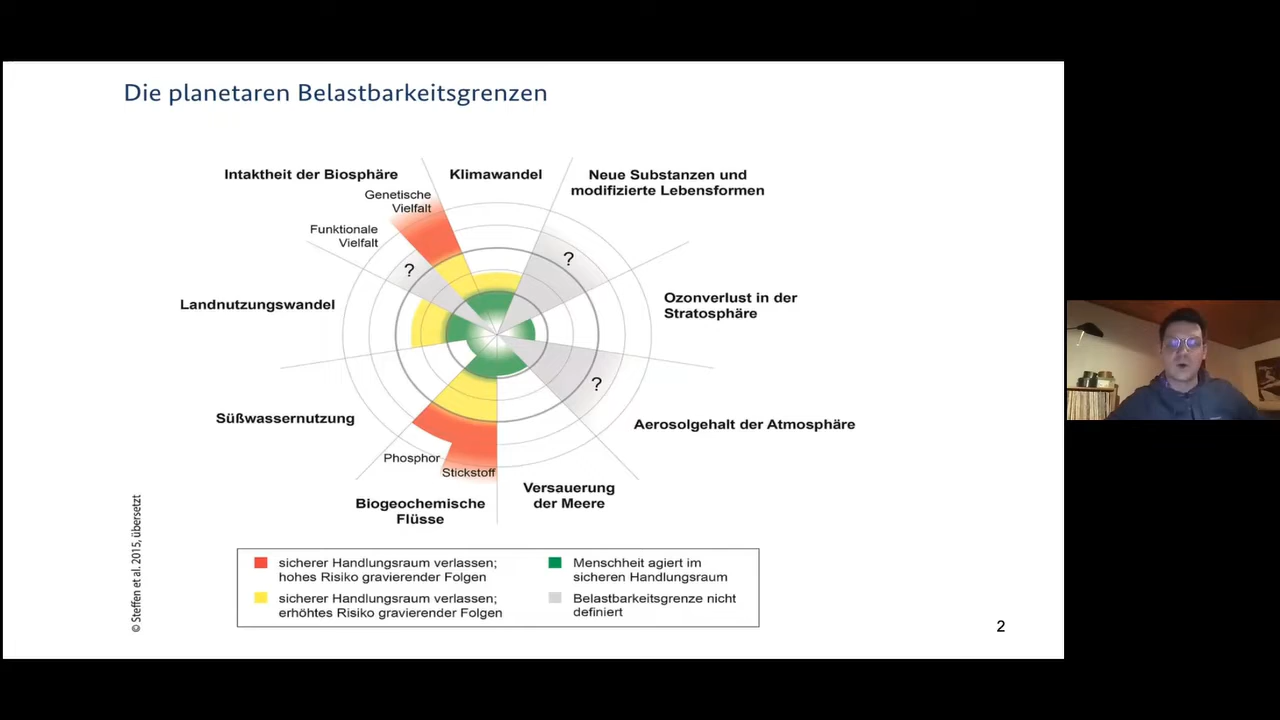 Die planetaren Belastbarkeitsgrenzen
Intaktheit der Biosphäre
Klimawandel
Neue Substanzen und
modifizierte Lebensformen
Genetische
Vielfalt
Funktionale
Vielfalt
?
?
Landnutzungswandel
Ozonverlust in der
Stratosphäre
?
Süßwassernutzung
Aerosolgehalt der Atmosphäre
Phosphor
Stickstoff
Biogeochemische
Flüsse
Versauerung
der Meere
sicherer Handlungsraum verlassen;
hohes Risiko gravierender Folgen
sicherer Handlungsraum verlassen;
erhöhtes Risiko gravierender Folgen
Menschheit agiert im
sicheren Handlungsraum
Belastbarkeitsgrenze nicht
definiert
© Steffen et al. 2015, übersetzt
2